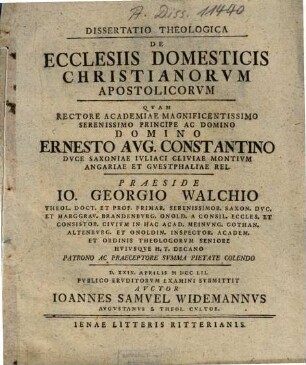 A. Diss. 11440
DISSERTATIO THEOLOGICA
DE
ECCLESIIS DOMESTICIS
CHRISTIANORVM
APOSTOLICORVM
QVAM
RECTORE ACADEMIAE MAGNIFICENTISSIMO
SERENISSIMO PRINCIPE AC DOMINO
DOMINO
ERNESTO AVG. CONSTANTINO
DVCE SAXONIAE IVLIACI CLIVIAE MONTIVM
ANGARIAE ET GVESTPHALIAE REL.
PRAESIDE
IO. GEORGIO WALCHIO
THEOL. DOCT. ET PROF. PRIMAR. SERENISSIMOR. SAXON. DVC.
ET MARGGRAV. BRANDENBVRG. ONOLD. A CONSIL. ECCLES. ET
CONSISTOR. CIVIVM IN HAC ACAD. MEINVNG. GOTHAN.
ALTENBVRG. ET ONOLDIN. INSPECTOR. ACADEM.
ET ORDINIS THEOLOGORVM SENIORE
HVIVSQVE H. T. DECANO
PATRONO AC PRAECEPTORE SVMMA PIETATE COLENDO
D. XXIX. APRILIS M DCC LII.
PVBLICO ERVDITORVM EXAMINI SVBMITTIT
AVCTOR
IOANNES SAMVEL WIDEMANNVS
AVGVSTANVS S. THEOL. CVLTOR.
IENAE LITTERIS RITTERIANIS.